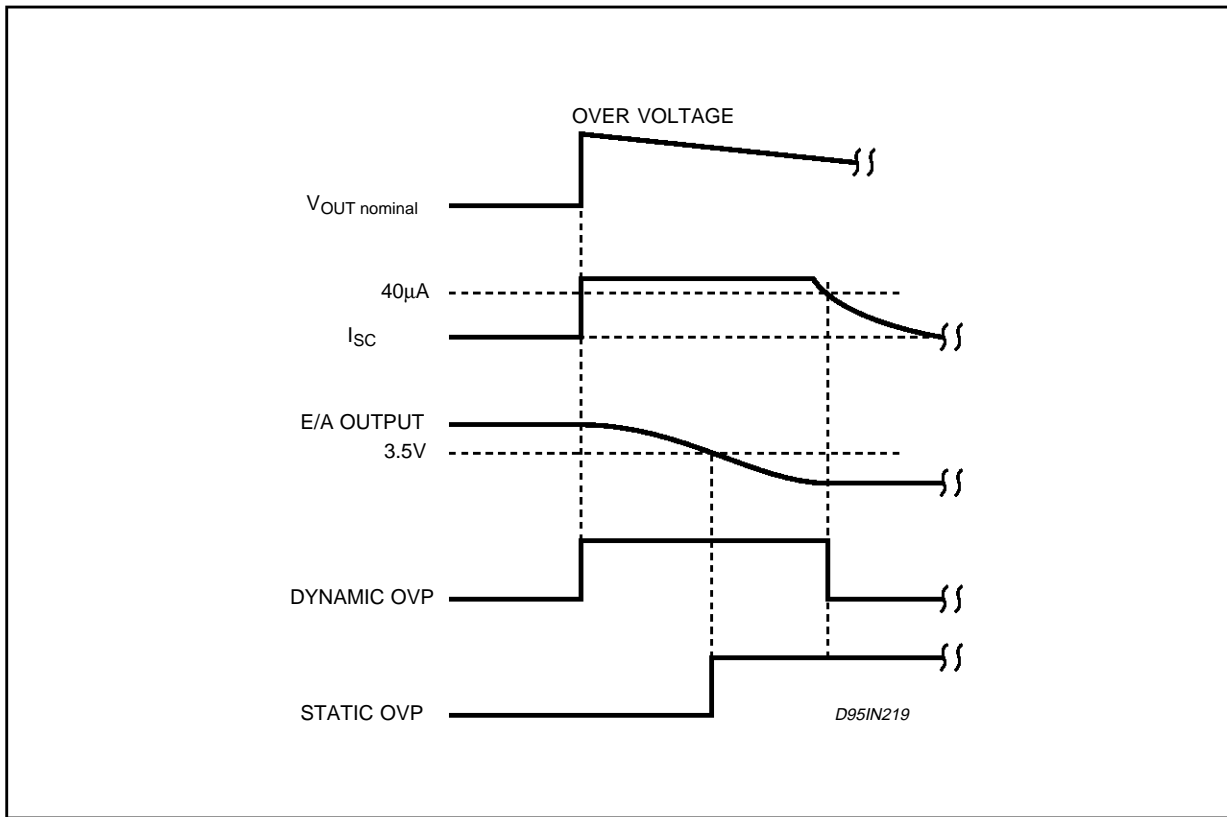 OVER VOLTAGE
VOUT nominal
40μA
ISC
E/A OUTPUT
3.5V
DYNAMIC OVP
STATIC OVP
D95IN219